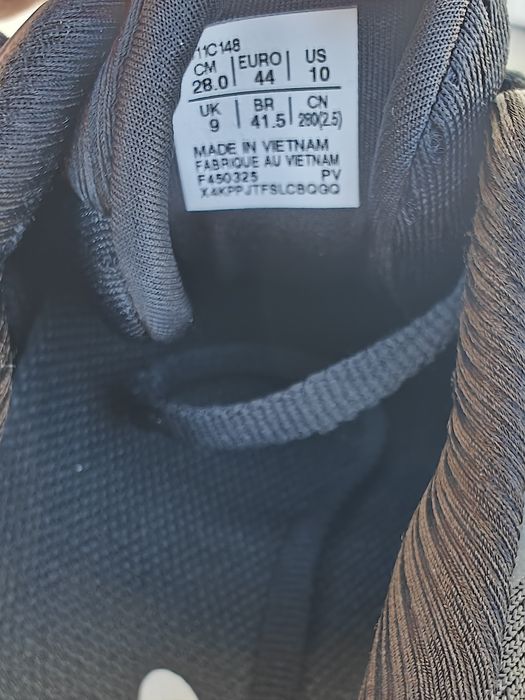 11C148
CM EURO US
28.0 44 10
UK BR CN
9 41.5 280(2.5)
MADE IN VIETNAM
FABRIQUE AU VIETNAM
F450325 PV
X4KPPJTFSLCBQGQ